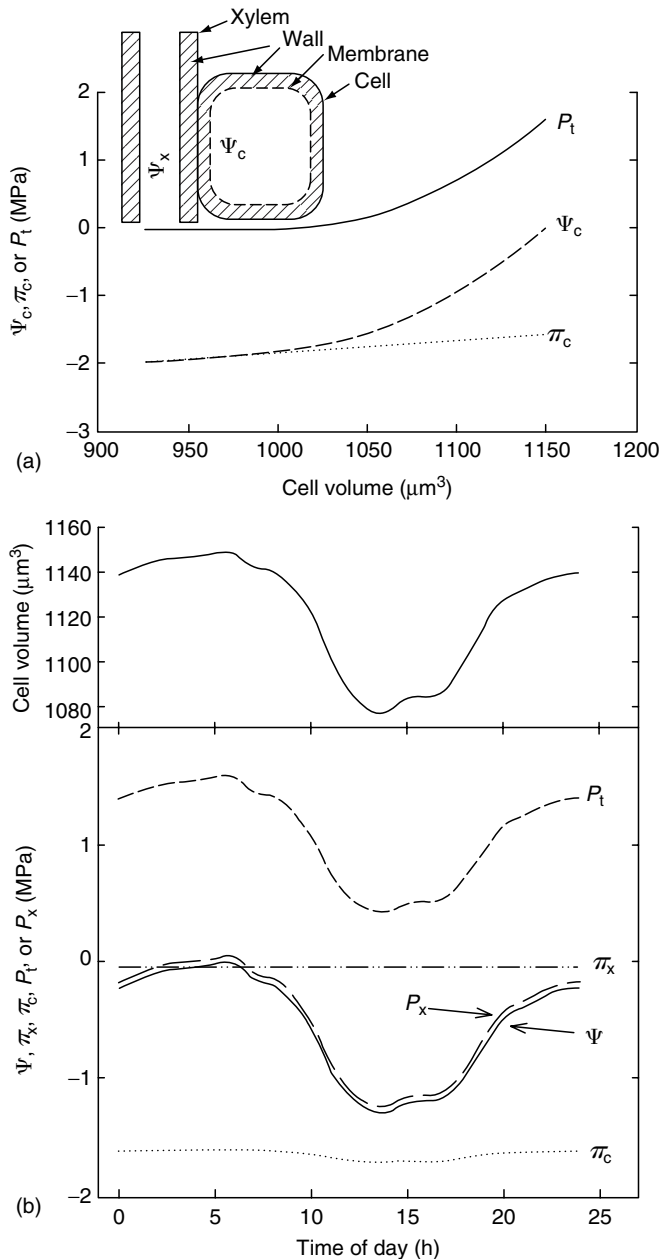 Xylem
Wall
Membrane
Cell
Ψx
Ψc
Pt
Ψc
πc
2
1
0
−1
−2
−3
Ψc, πc, or Pt (MPa)
900 950 1000 1050 1100 1150 1200
(a)
Cell volume (μm³)
1160
1140
1120
1100
1080
Cell volume (μm³)
2
1
0
−1
−2
Ψ, πx, πc, Pt, or Px (MPa)
Pt
πx
Px
Ψ
πc
(b)
0 5 10 15 20 25
Time of day (h)